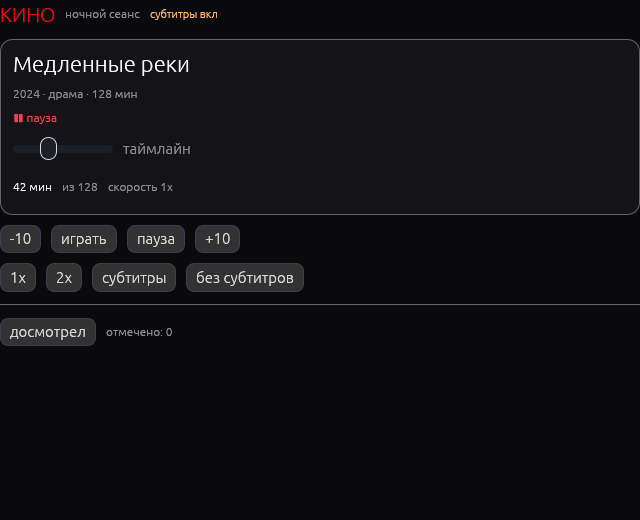 КИНО ночной сеанс субтитры вкл
Медленные реки
2024 · драма · 128 мин
пауза
таймлайн
42 мин из 128 скорость 1x
-10 играть пауза +10
1x 2x субтитры без субтитров
досмотрел отмечено: 0